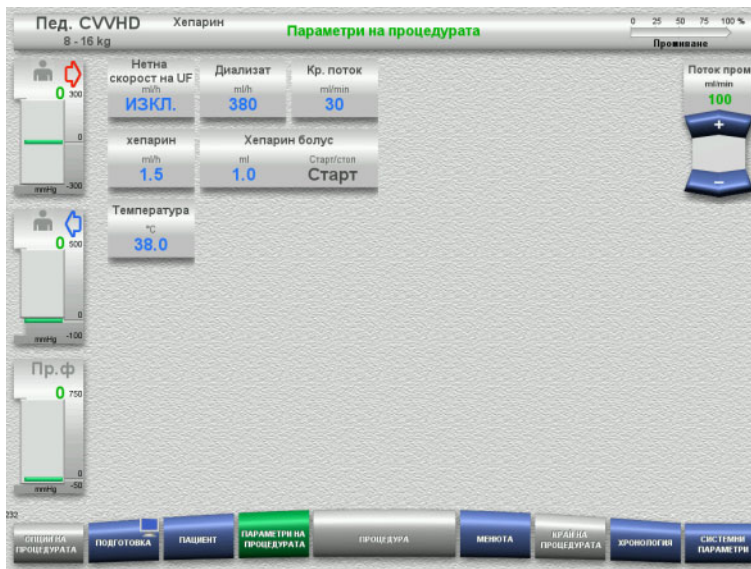 Пед. CVVHD
Хепарин
8 - 16 kg
Параметри на процедурата
0 25 50 75 100 %
Промиване
0 300
0
-300
mmHg
Нетна
скорост на UF
ml/h
ИЗКЛ.
Диализат
ml/h
380
Кр. поток
ml/min
30
Поток пром
ml/min
100
+
–
хепарин
ml/h
1.5
Хепарин болус
ml
1.0
Старт/стоп
Старт
Температура
°C
38.0
0 500
0
-100
mmHg
Пр.ф
0 750
0
-50
mmHg
232
ОПЦИИ НА
ПРОЦЕДУРАТА
ПОДГОТОВКА
ПАЦИЕНТ
ПАРАМЕТРИ НА
ПРОЦЕДУРАТА
ПРОЦЕДУРА
МЕНЮТА
КРАЙ НА
ПРОЦЕДУРАТА
ХРОНОЛОГИЯ
СИСТЕМНИ
ПАРАМЕТРИ